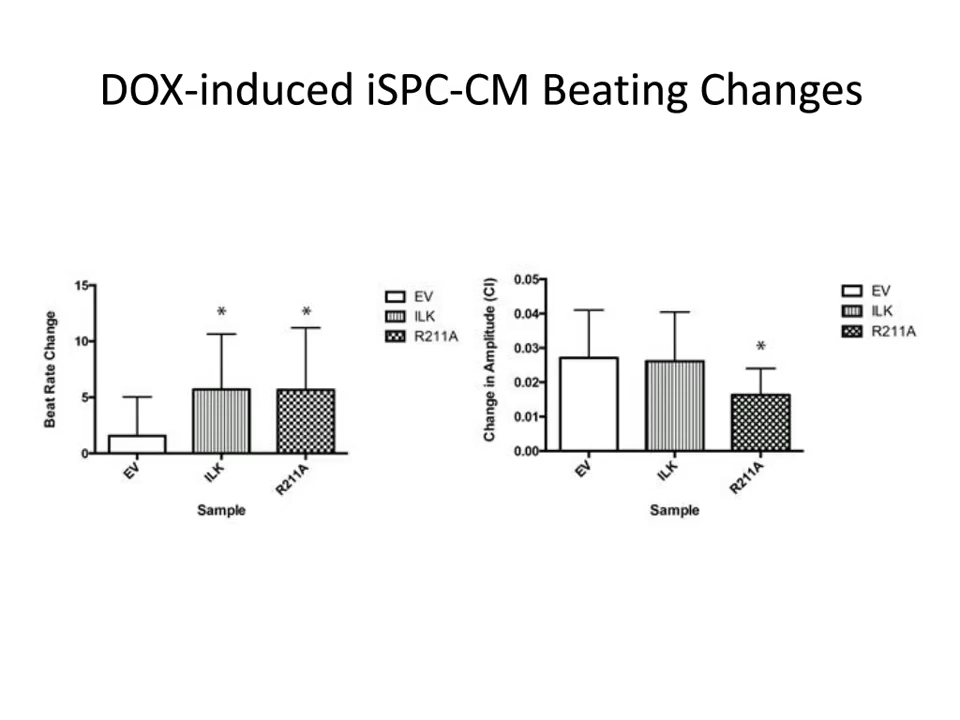 DOX-induced iSPC-CM Beating Changes
Beat Rate Change
15
10
5
0
*
*
EV
ILK
R211A
Sample
EV
ILK
R211A
Change in Amplitude (CI)
0.05
0.04
0.03
0.02
0.01
0.00
*
EV
ILK
R211A
Sample
EV
ILK
R211A